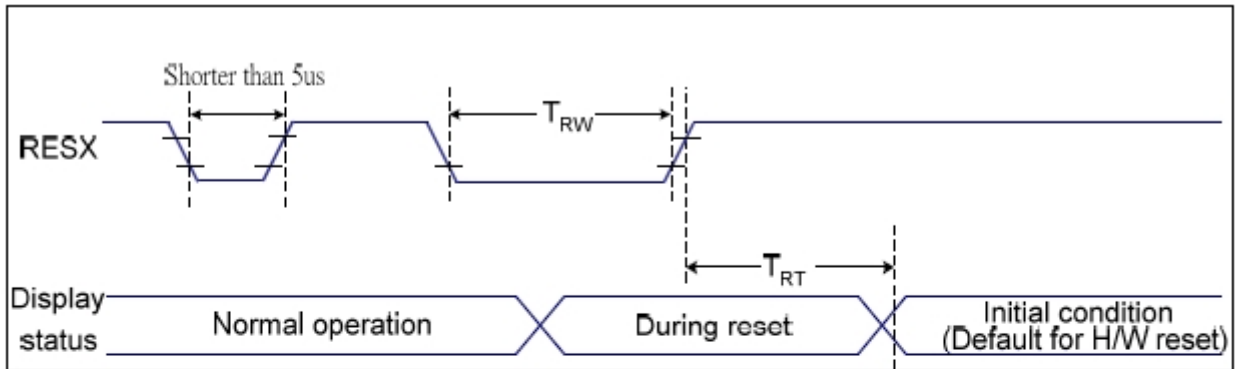 Shorter than 5us
RESX
TRW
TRT
Display
status
Normal operation
During reset
Initial condition
(Default for H/W reset)